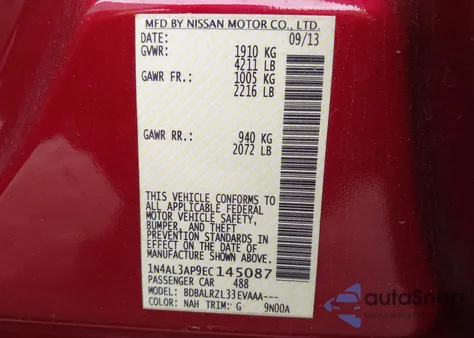 MFD BY NISSAN MOTOR CO., LTD.
DATE: 09/13
GVWR: 1910 KG
4211 LB
GAWR FR.: 1005 KG
2216 LB
GAWR RR.: 940 KG
2072 LB
THIS VEHICLE CONFORMS TO
ALL APPLICABLE FEDERAL
MOTOR VEHICLE SAFETY,
BUMPER, AND THEFT
PREVENTION STANDARDS IN
EFFECT ON THE DATE OF
MANUFACTURE SHOWN ABOVE.
1N4AL3AP9EC145087
PASSENGER CAR 488
MODEL: BDBALRZL33EVAAA---
COLOR: NAH TRIM: G 9N00A
autoSnap